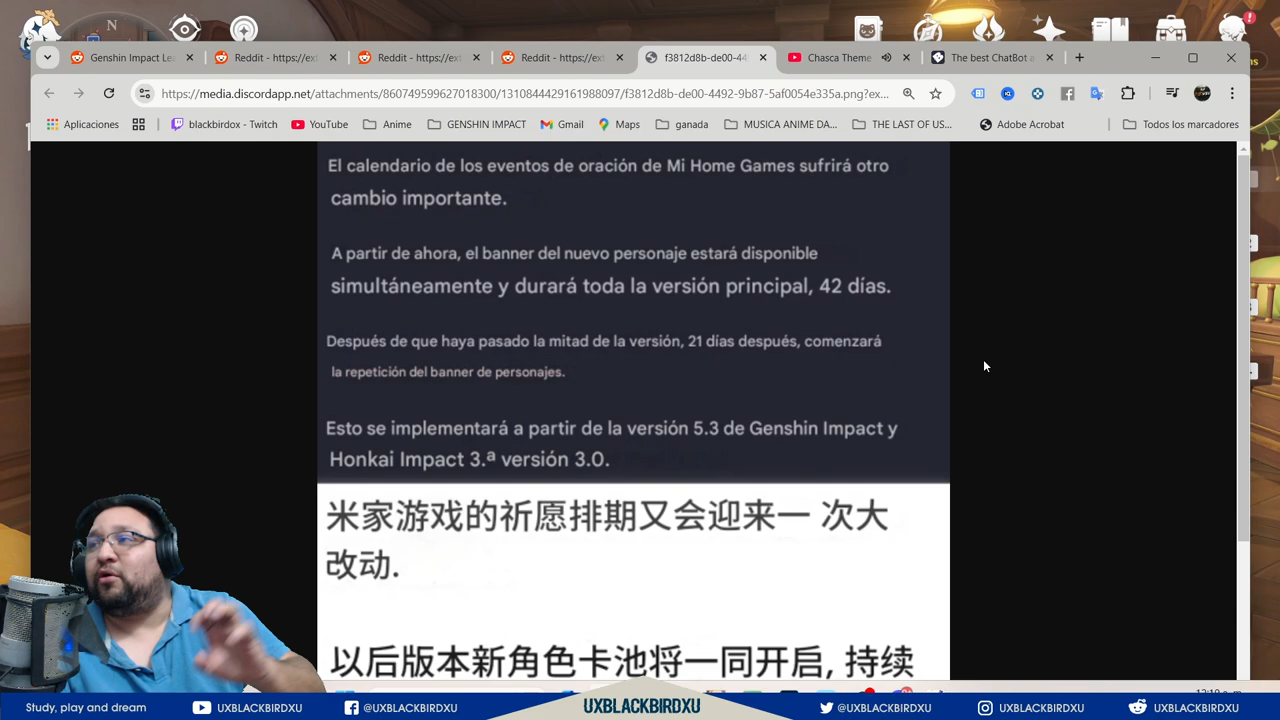 N
Genshin Impact Le
Reddit - https://ex
Reddit - https://ex
Reddit - https://ex
f3812d8b-de00-44
Chasca Theme
The best ChatBot a
https://media.discordapp.net/attachments/860749599627018300/1310844429161988097/f3812d8b-de00-4492-9b87-5af0054e335a.png?ex...
Aplicaciones
blackbirdox - Twitch
YouTube
Anime
GENSHIN IMPACT
Gmail
Maps
ganada
MUSICA ANIME DA...
THE LAST OF US...
Adobe Acrobat
Todos los marcadores
El calendario de los eventos de oración de Mi Home Games sufrirá otro
cambio importante.
A partir de ahora, el banner del nuevo personaje estará disponible
simultáneamente y durará toda la versión principal, 42 días.
Después de que haya pasado la mitad de la versión, 21 días después, comenzará
la repetición del banner de personajes.
Esto se implementará a partir de la versión 5.3 de Genshin Impact y
Honkai Impact 3.ª versión 3.0.
米家游戏的祈愿排期又会迎来一 次大
改动.
以后版本新角色卡池将一同开启, 持续
Study, play and dream
UXBLACKBIRDXU
@UXBLACKBIRDXU
UXBLACKBIRDXU
@UXBLACKBIRDXU
UXBLACKBIRDXU
UXBLACKBIRDXU